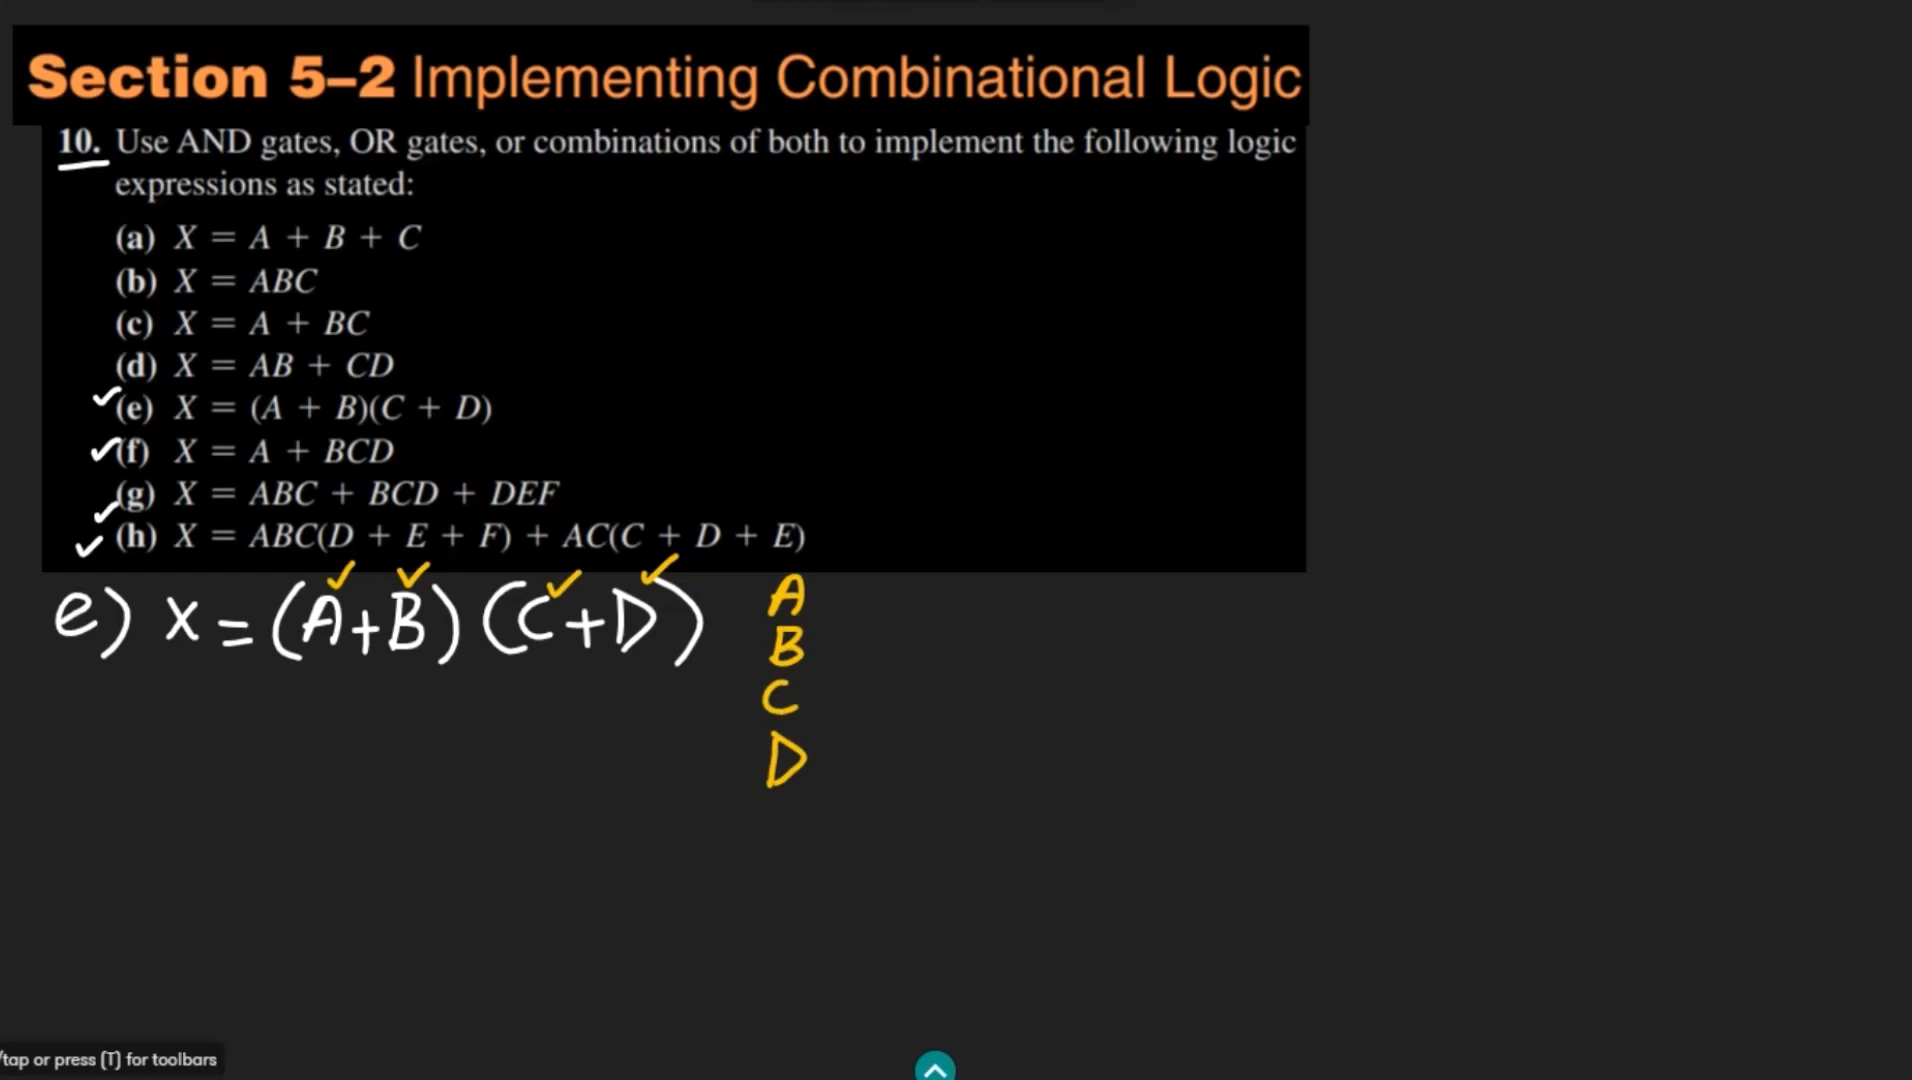 Section 5–2 Implementing Combinational Logic
10. Use AND gates, OR gates, or combinations of both to implement the following logic
expressions as stated:
(a) X = A + B + C
(b) X = ABC
(c) X = A + BC
(d) X = AB + CD
(e) X = (A + B)(C + D)
(f) X = A + BCD
(g) X = ABC + BCD + DEF
(h) X = ABC(D + E + F) + AC(C + D + E)
e) X = (A+B) (C+D)
A
B
C
D
/tap or press (T) for toolbars